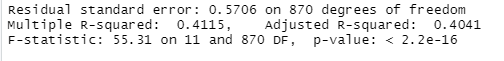 Residual standard error: 0.5706 on 870 degrees of freedom
Multiple R-squared:  0.4115,    Adjusted R-squared:  0.4041
F-statistic: 55.31 on 11 and 870 DF,  p-value: < 2.2e-16